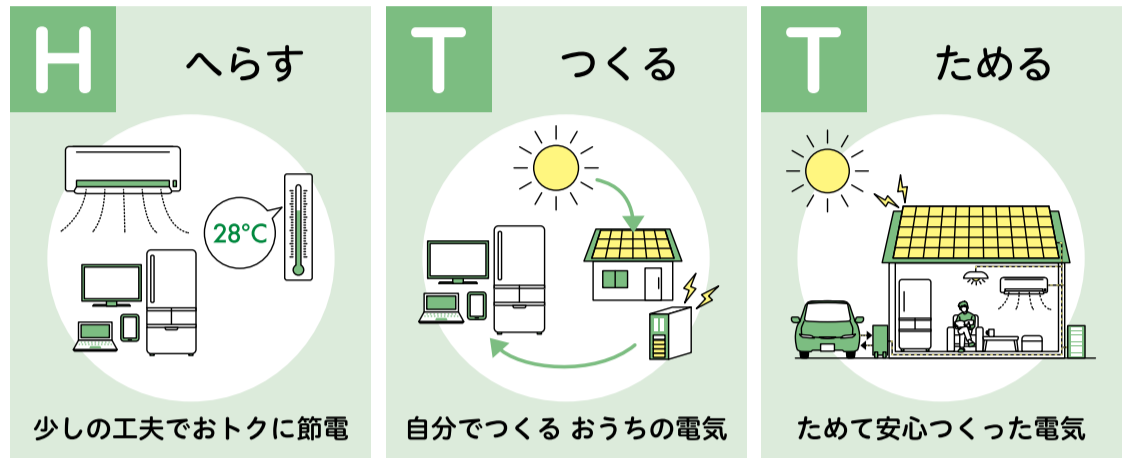 H へらす
28℃
少しの工夫でおトクに節電
T つくる
自分でつくる おうちの電気
T ためる
ためて安心つくった電気